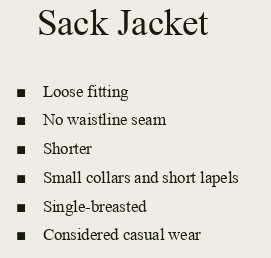 Sack Jacket
■ Loose fitting
■ No waistline seam
■ Shorter
■ Small collars and short lapels
■ Single-breasted
■ Considered casual wear